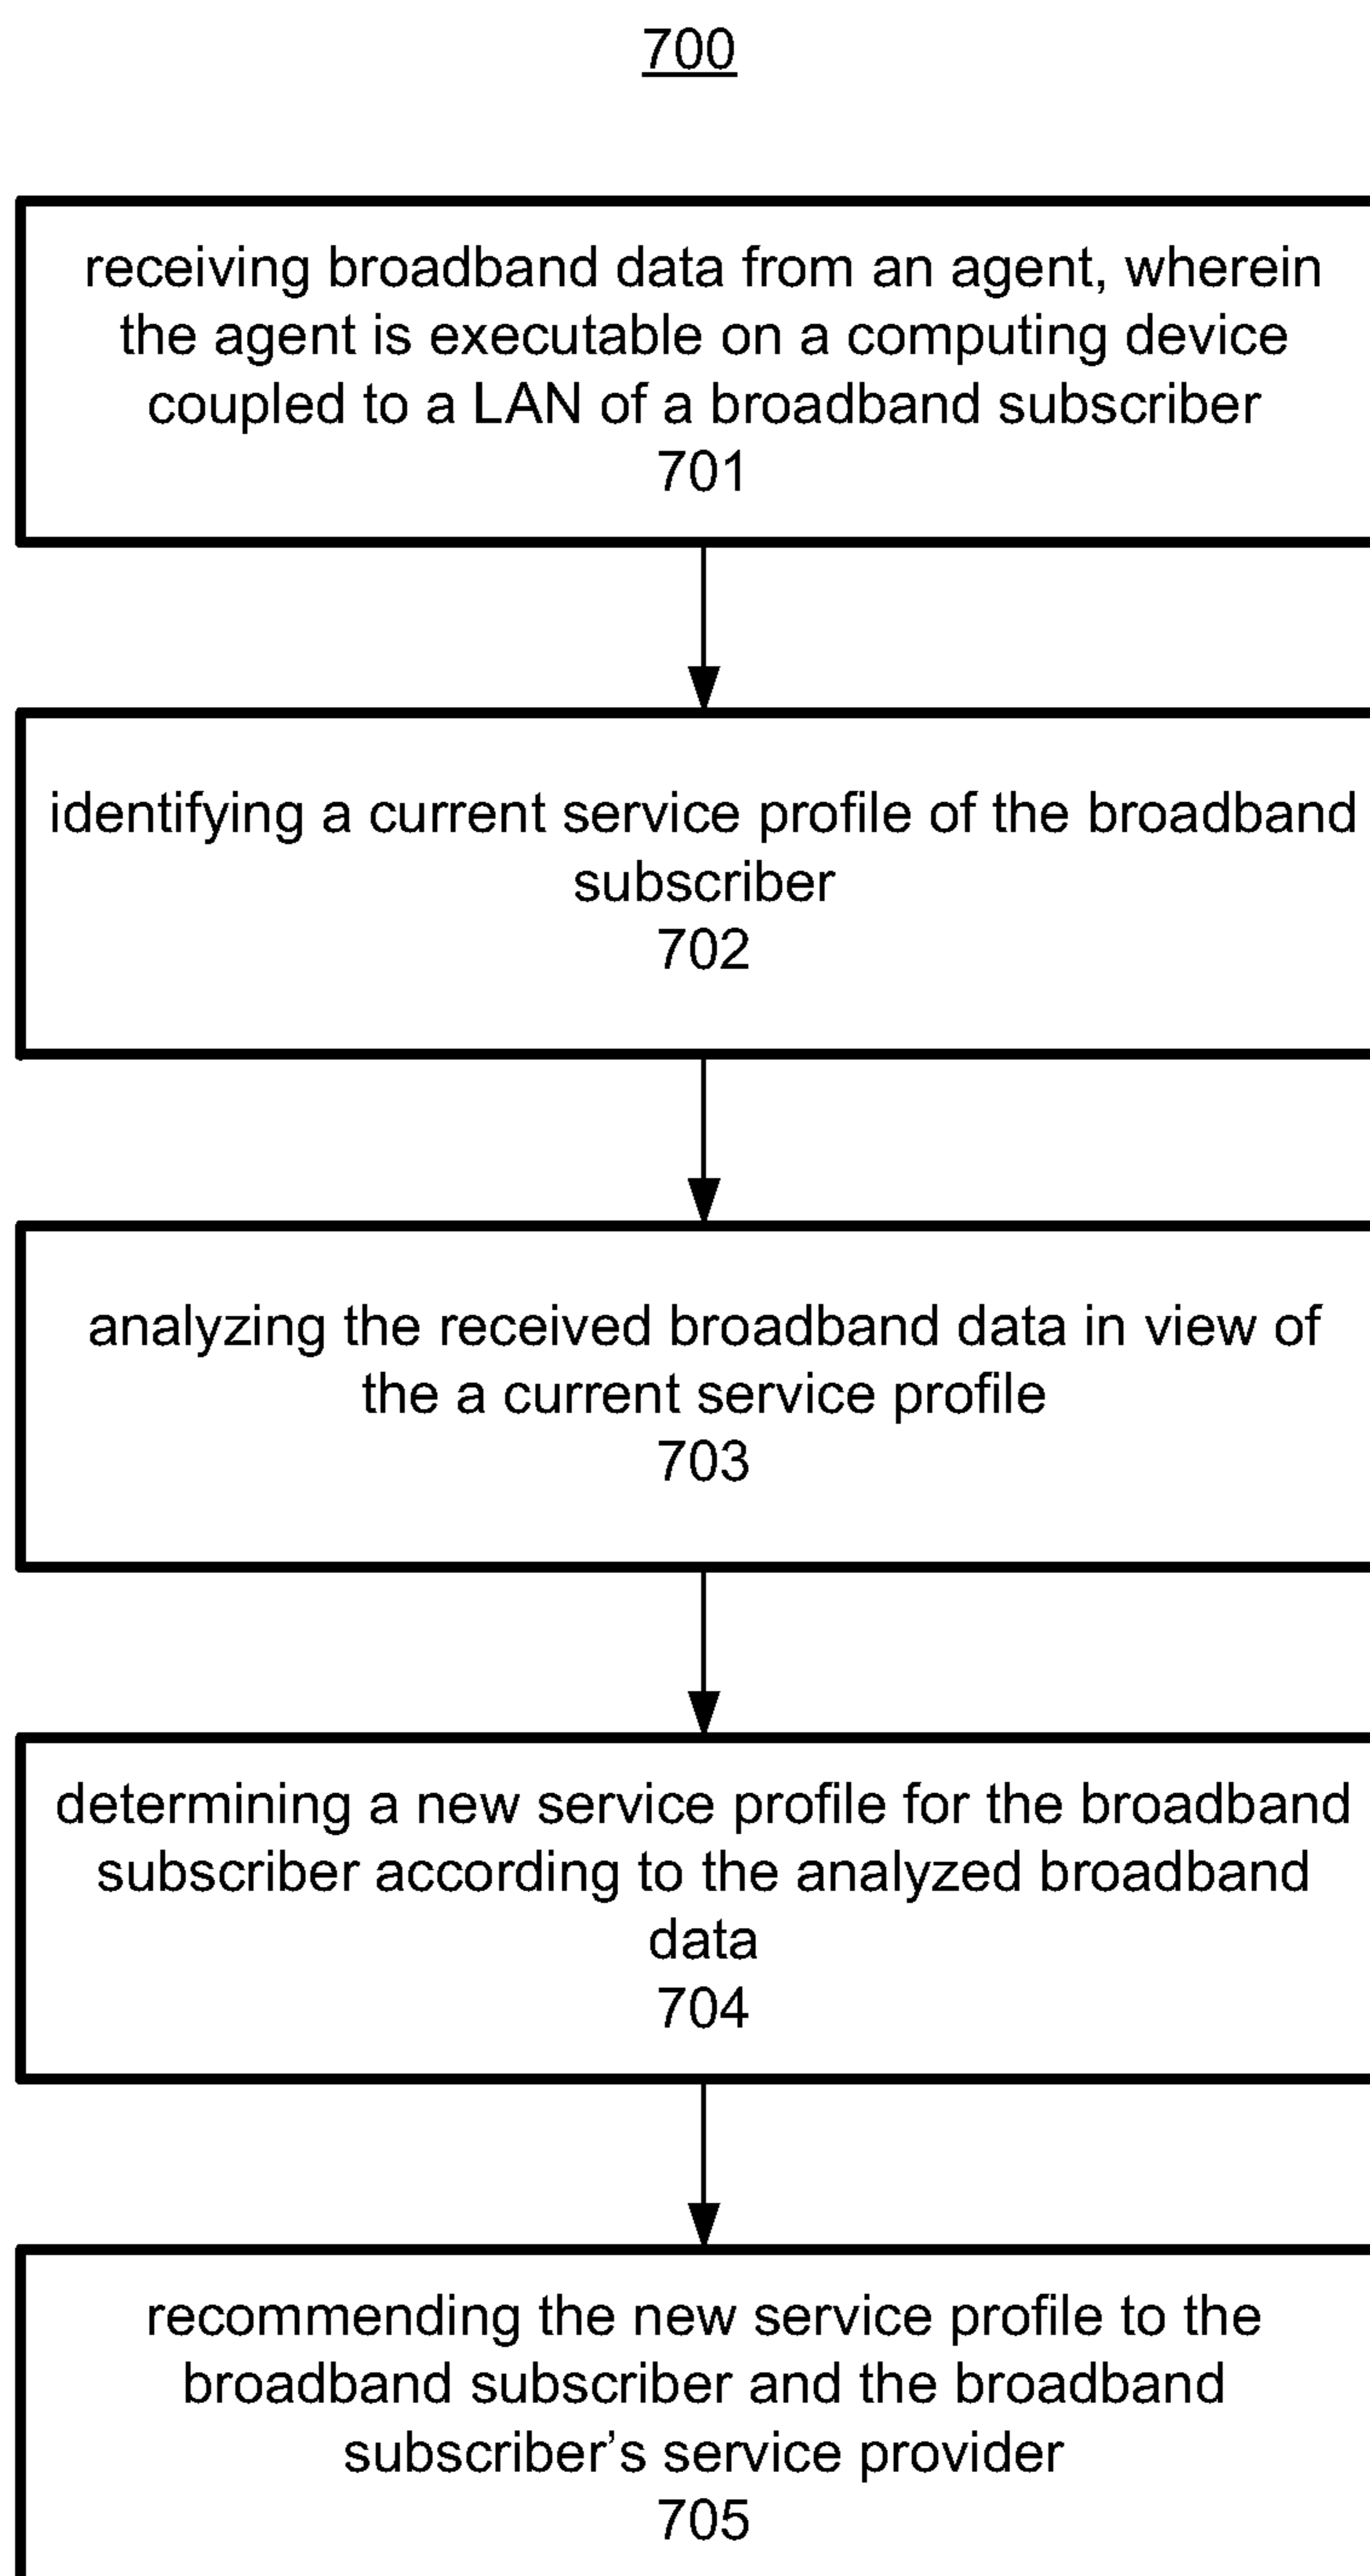 700
receiving broadband data from an agent, wherein
the agent is executable on a computing device
coupled to a LAN of a broadband subscriber
701
identifying a current service profile of the broadband
subscriber
702
analyzing the received broadband data in view of
the a current service profile
703
determining a new service profile for the broadband
subscriber according to the analyzed broadband
data
704
recommending the new service profile to the
broadband subscriber and the broadband
subscriber’s service provider
705